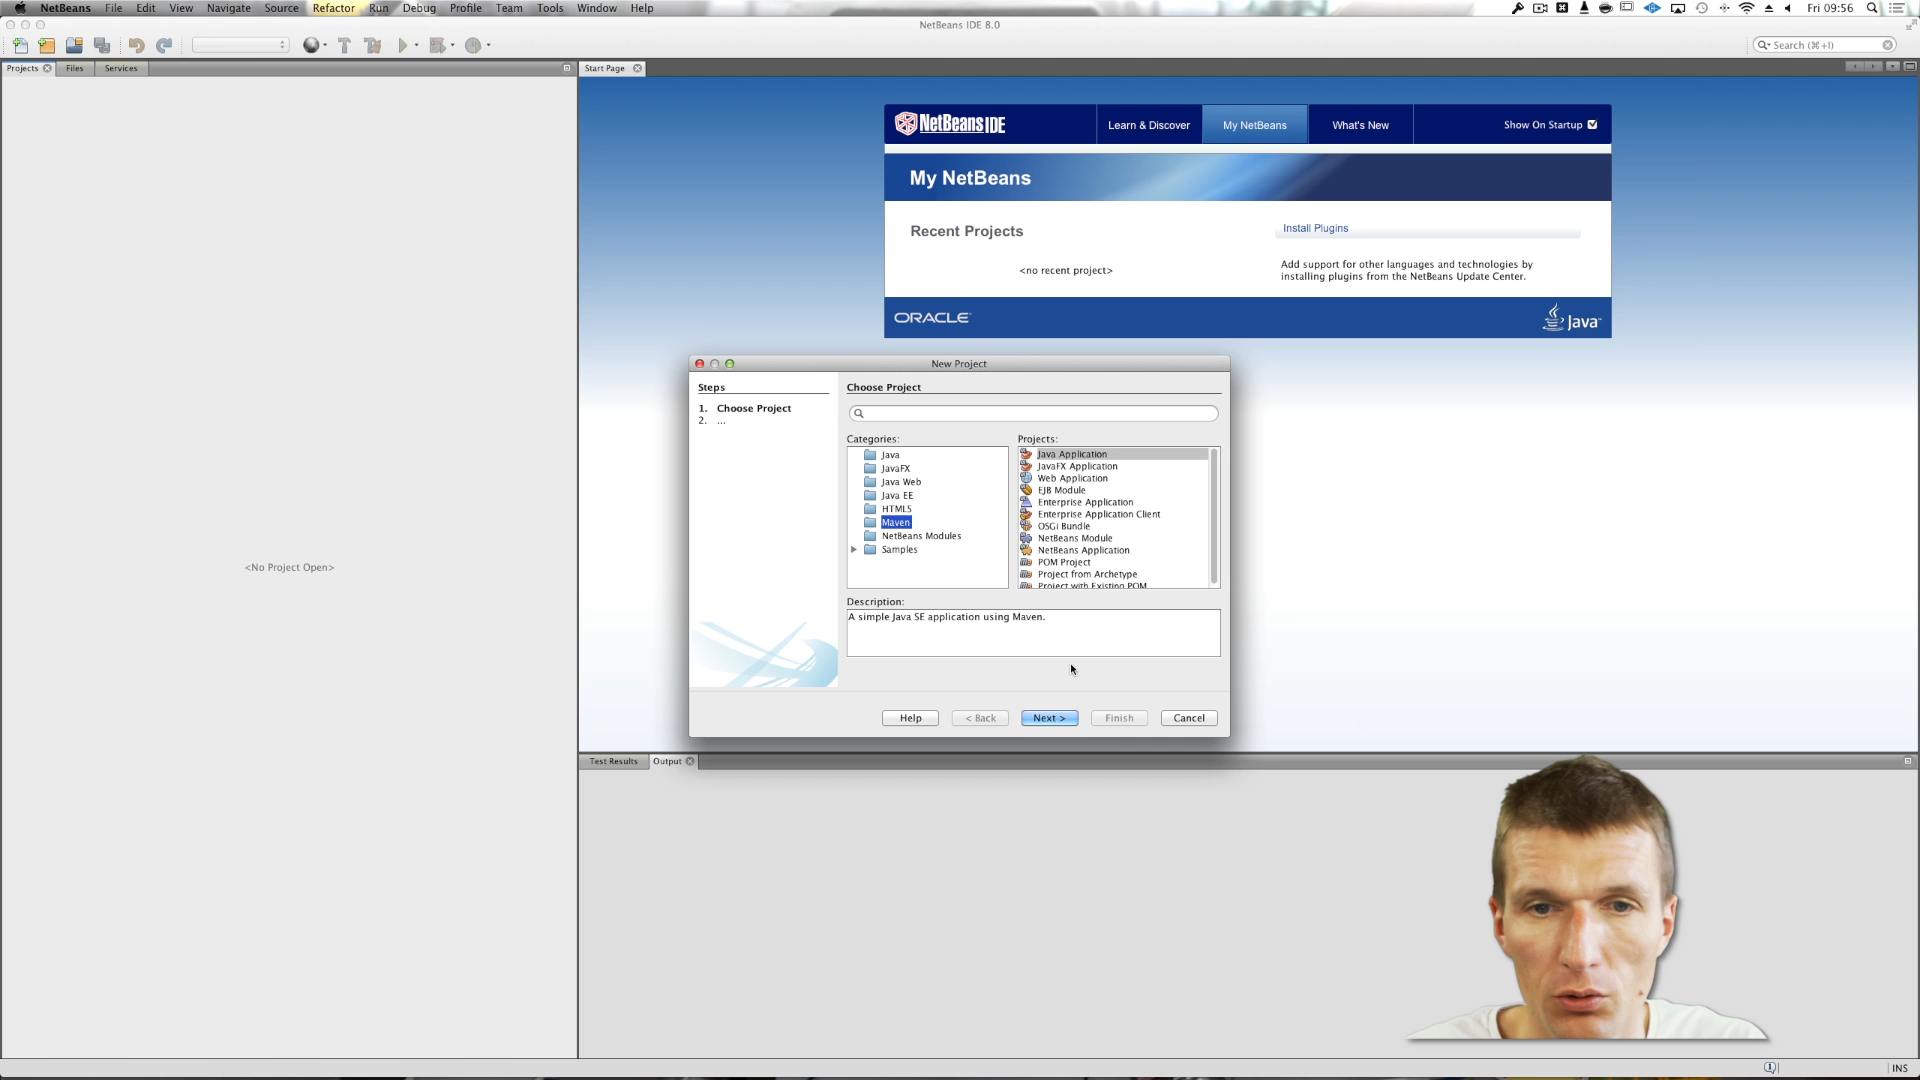 NetBeans File Edit View Navigate Source Refactor Run Debug Profile Team Tools Window Help
Fri 09:56
NetBeans IDE 8.0
Search (⌘+I)
Projects Files Services
Start Page
NetBeans IDE
Learn & Discover
My NetBeans
What's New
Show On Startup
My NetBeans
Recent Projects
<no recent project>
Install Plugins
Add support for other languages and technologies by
installing plugins from the NetBeans Update Center.
ORACLE
Java
<No Project Open>
New Project
Steps
1. Choose Project
2. ...
Choose Project
Categories:
Java
JavaFX
Java Web
Java EE
HTML5
Maven
NetBeans Modules
Samples
Projects:
Java Application
JavaFX Application
Web Application
EJB Module
Enterprise Application
Enterprise Application Client
OSGi Bundle
NetBeans Module
NetBeans Application
POM Project
Project from Archetype
Project with Existing POM
Description:
A simple Java SE application using Maven.
Help
< Back
Next >
Finish
Cancel
Test Results
Output
INS